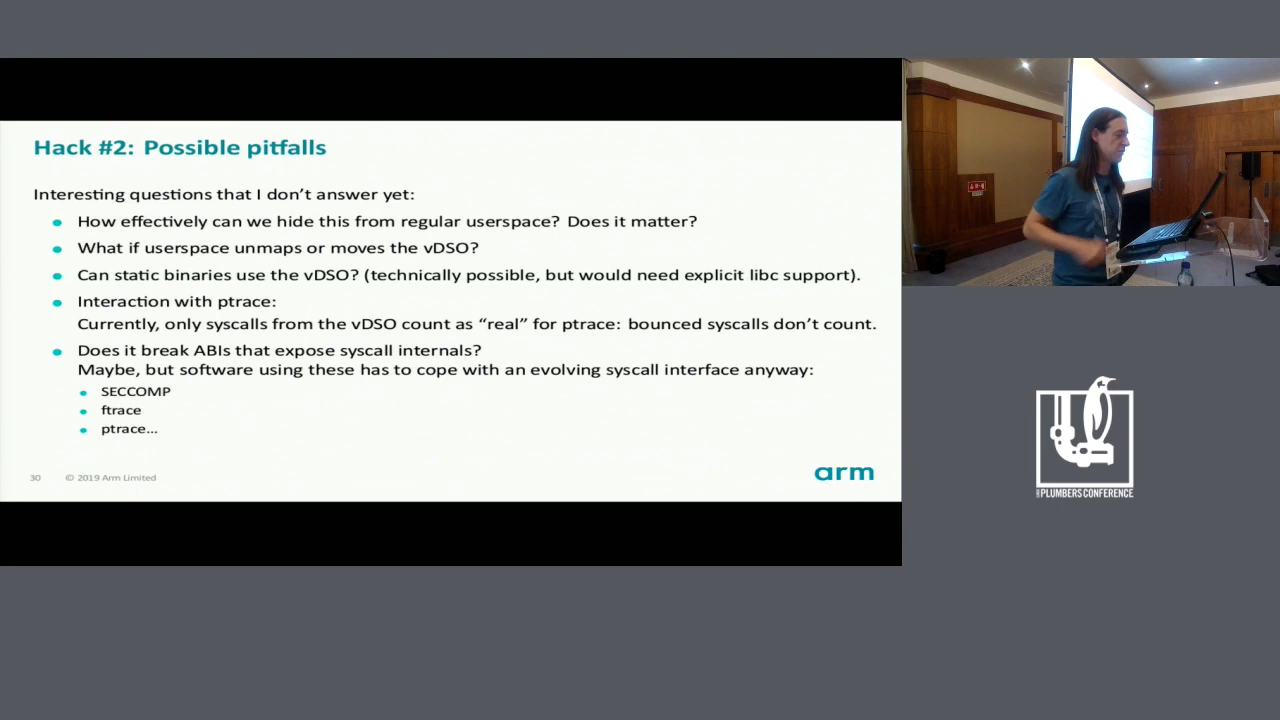 Hack #2: Possible pitfalls
Interesting questions that I don’t answer yet:
How effectively can we hide this from regular userspace? Does it matter?
What if userspace unmaps or moves the vDSO?
Can static binaries use the vDSO? (technically possible, but would need explicit libc support).
Interaction with ptrace:
Currently, only syscalls from the vDSO count as “real” for ptrace: bounced syscalls don’t count.
Does it break ABIs that expose syscall internals?
Maybe, but software using these has to cope with an evolving syscall interface anyway:
SECCOMP
ftrace
ptrace...
30 © 2019 Arm Limited
arm
PLUMBERS CONFERENCE